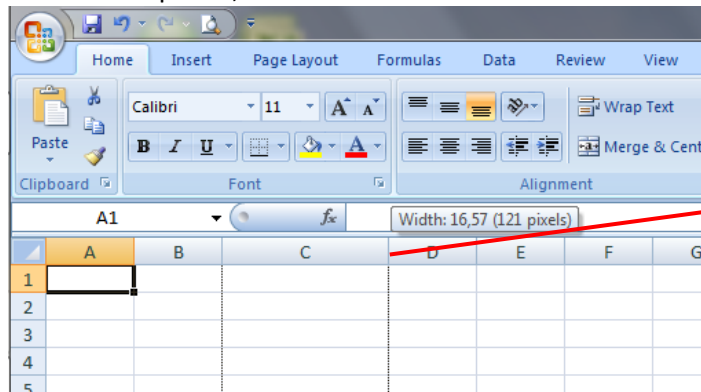 Home Insert Page Layout Formulas Data Review View
Calibri 11 A A Wrap Text
Paste B I U A Merge & Cent
Clipboard Font Alignment
A1 fx Width: 16,57 (121 pixels)
A B C D E F G
1
2
3
4
5